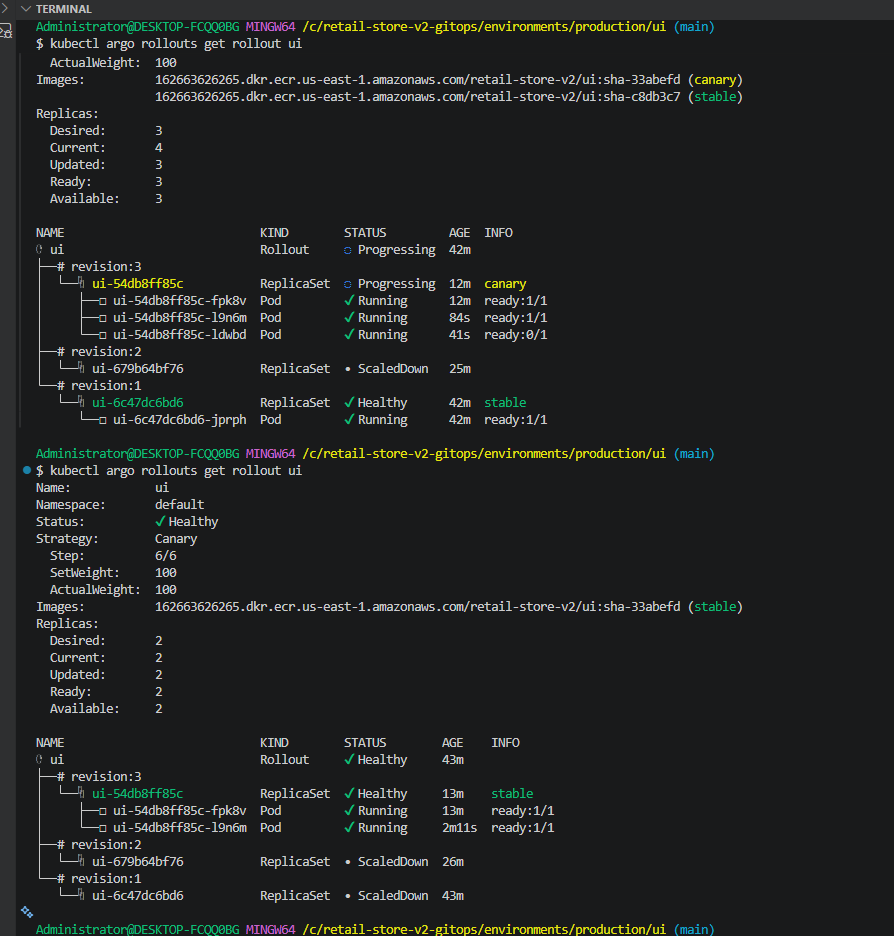 TERMINAL
Administrator@DESKTOP-FCQQ0BG MINGW64 /c/retail-store-v2-gitops/environments/production/ui (main)
$ kubectl argo rollouts get rollout ui
ActualWeight: 100
Images: 162663626265.dkr.ecr.us-east-1.amazonaws.com/retail-store-v2/ui:sha-33abefd (canary)
162663626265.dkr.ecr.us-east-1.amazonaws.com/retail-store-v2/ui:sha-c8db3c7 (stable)
Replicas:
Desired: 3
Current: 4
Updated: 3
Ready: 3
Available: 3
NAME KIND STATUS AGE INFO
ui Rollout Progressing 42m
# revision:3
ui-54db8ff85c ReplicaSet Progressing 12m canary
ui-54db8ff85c-fpk8v Pod ✔ Running 12m ready:1/1
ui-54db8ff85c-l9n6m Pod ✔ Running 84s ready:1/1
ui-54db8ff85c-ldwbd Pod ✔ Running 41s ready:0/1
# revision:2
ui-679b64bf76 ReplicaSet • ScaledDown 25m
# revision:1
ui-6c47dc6bd6 ReplicaSet ✔ Healthy 42m stable
ui-6c47dc6bd6-jprph Pod ✔ Running 42m ready:1/1
Administrator@DESKTOP-FCQQ0BG MINGW64 /c/retail-store-v2-gitops/environments/production/ui (main)
$ kubectl argo rollouts get rollout ui
Name: ui
Namespace: default
Status: ✔ Healthy
Strategy: Canary
Step: 6/6
SetWeight: 100
ActualWeight: 100
Images: 162663626265.dkr.ecr.us-east-1.amazonaws.com/retail-store-v2/ui:sha-33abefd (stable)
Replicas:
Desired: 2
Current: 2
Updated: 2
Ready: 2
Available: 2
NAME KIND STATUS AGE INFO
ui Rollout ✔ Healthy 43m
# revision:3
ui-54db8ff85c ReplicaSet ✔ Healthy 13m stable
ui-54db8ff85c-fpk8v Pod ✔ Running 13m ready:1/1
ui-54db8ff85c-l9n6m Pod ✔ Running 2m11s ready:1/1
# revision:2
ui-679b64bf76 ReplicaSet • ScaledDown 26m
# revision:1
ui-6c47dc6bd6 ReplicaSet • ScaledDown 43m
Administrator@DESKTOP-FCQQ0BG MINGW64 /c/retail-store-v2-gitops/environments/production/ui (main)